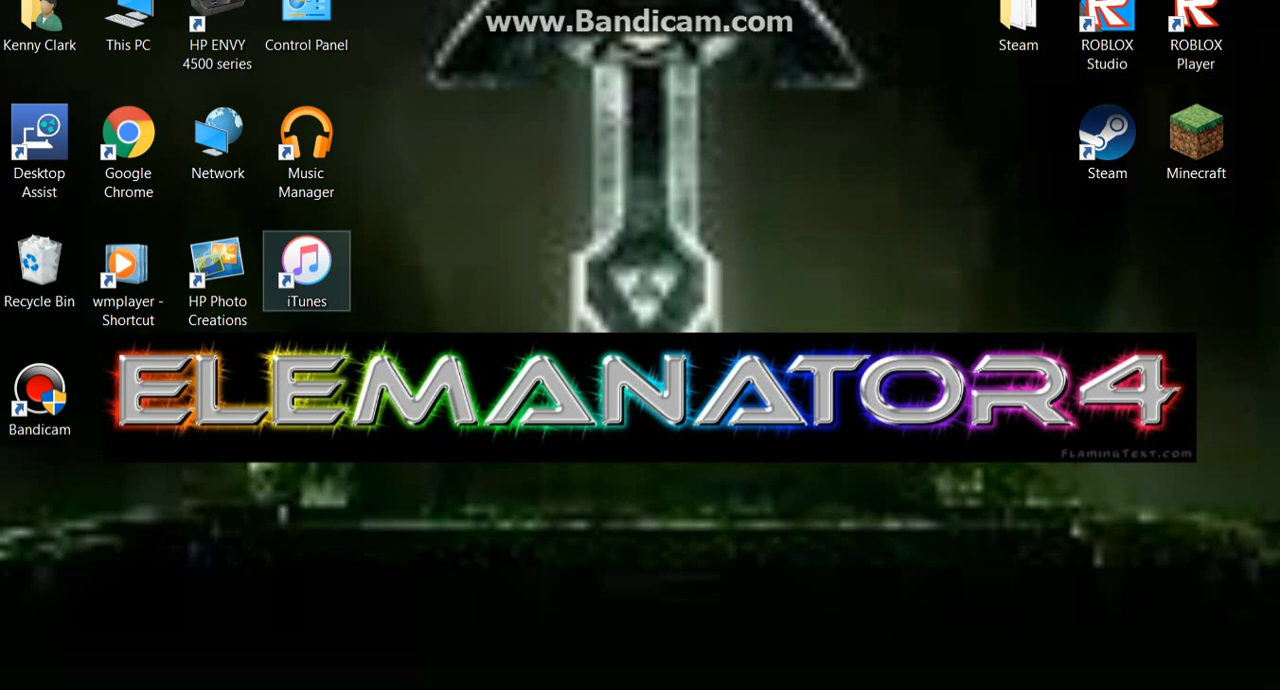 www.Bandicam.com
Kenny Clark
This PC
HP ENVY
4500 series
Control Panel
Steam
ROBLOX
Studio
ROBLOX
Player
Desktop
Assist
Google
Chrome
Network
Music
Manager
Steam
Minecraft
Recycle Bin
wmplayer -
Shortcut
HP Photo
Creations
iTunes
ELEMANATOR4
FlamingText.com
Bandicam